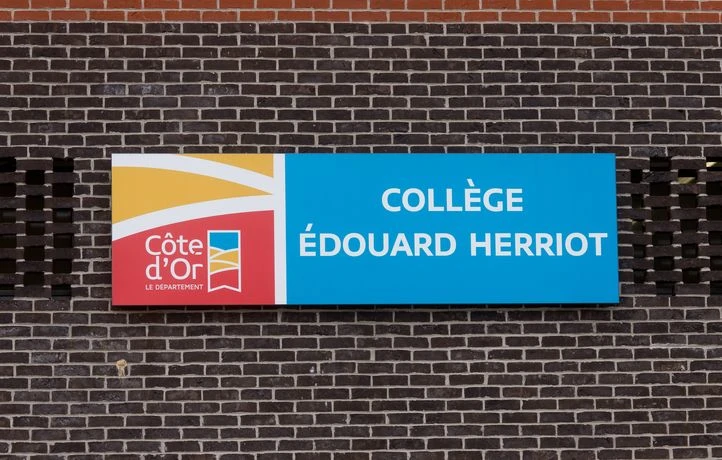 Côte
d'Or
LE DÉPARTEMENT
COLLÈGE
ÉDOUARD HERRIOT